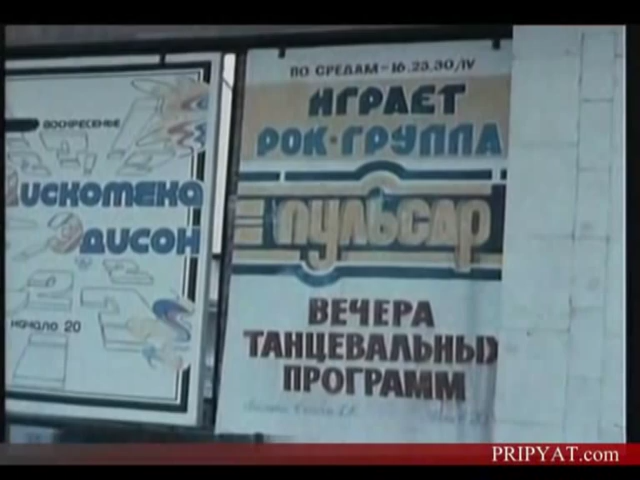 ВОСКРЕСЕНЬЕ
Дискотека
Эдисон
начало 20
ПО СРЕДАМ-16.23.30/IV
ИГРАЕТ
РОК-ГРУППА
ПУЛЬСАР
ВЕЧЕРА
ТАНЦЕВАЛЬНЫХ
ПРОГРАММ
PRIPYAT.com